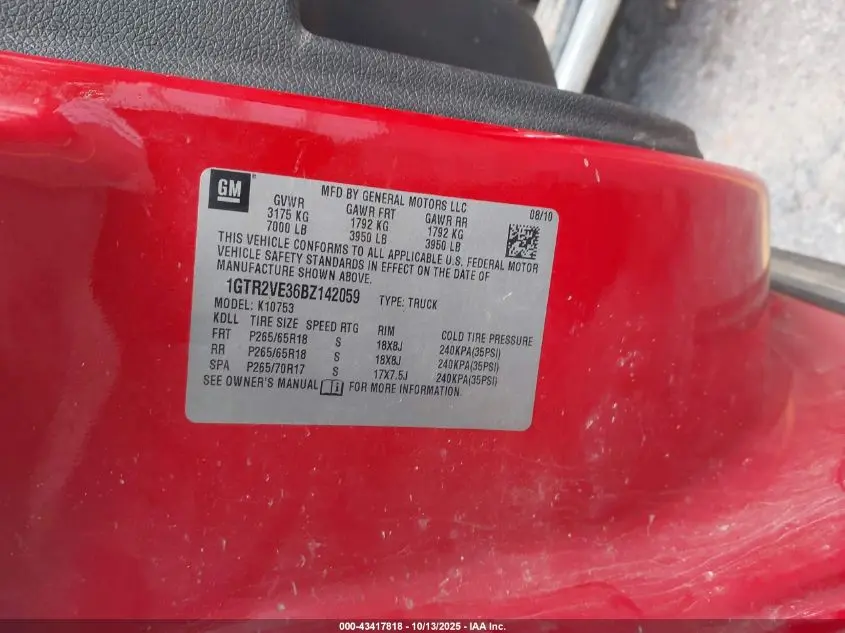 GM
MFD BY GENERAL MOTORS LLC
08/10
GVWR GAWR FRT GAWR RR
3175 KG 1792 KG 1792 KG
7000 LB 3950 LB 3950 LB
THIS VEHICLE CONFORMS TO ALL APPLICABLE U.S. FEDERAL MOTOR
VEHICLE SAFETY STANDARDS IN EFFECT ON THE DATE OF
MANUFACTURE SHOWN ABOVE.
1GTR2VE36BZ142059 TYPE: TRUCK
MODEL: K10753
KDLL TIRE SIZE SPEED RTG RIM COLD TIRE PRESSURE
FRT P265/65R18 S 18X8J 240KPA(35PSI)
RR P265/65R18 S 18X8J 240KPA(35PSI)
SPA P265/70R17 S 17X7.5J 240KPA(35PSI)
SEE OWNER'S MANUAL FOR MORE INFORMATION.
000-43417818 - 10/13/2025 - IAA Inc.